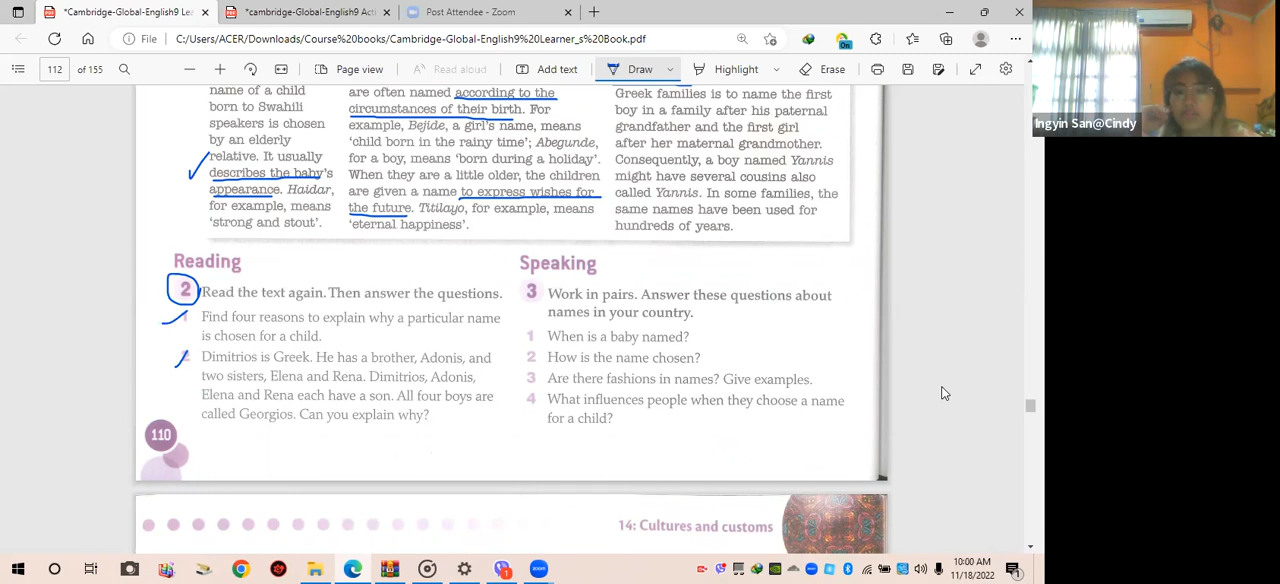 *Cambridge-Global-English9 Le
*cambridge-Global-English9 Acti
Post Attendee - Zoom
File
C:/Users/ACER/Downloads/Course%20books/Cambridge-Global-English9%20Learner_s%20Book.pdf
On
112 of 155
Page view
Read aloud
Add text
Draw
Highlight
Erase
Ingyin San@Cindy
name of a child
born to Swahili
speakers is chosen
by an elderly
relative. It usually
describes the baby's
appearance. Haidar,
for example, means
'strong and stout'.
are often named according to the
circumstances of their birth. For
example, Bejide, a girl's name, means
'child born in the rainy time'; Abegunde,
for a boy, means 'born during a holiday'.
When they are a little older, the children
are given a name to express wishes for
the future. Titilayo, for example, means
'eternal happiness'.
Greek families is to name the first
boy in a family after his paternal
grandfather and the first girl
after her maternal grandmother.
Consequently, a boy named Yannis
might have several cousins also
called Yannis. In some families, the
same names have been used for
hundreds of years.
Reading
2 Read the text again. Then answer the questions.
1 Find four reasons to explain why a particular name
is chosen for a child.
2 Dimitrios is Greek. He has a brother, Adonis, and
two sisters, Elena and Rena. Dimitrios, Adonis,
Elena and Rena each have a son. All four boys are
called Georgios. Can you explain why?
Speaking
3 Work in pairs. Answer these questions about
names in your country.
1 When is a baby named?
2 How is the name chosen?
3 Are there fashions in names? Give examples.
4 What influences people when they choose a name
for a child?
110
14: Cultures and customs
10:00 AM
11/18/2022